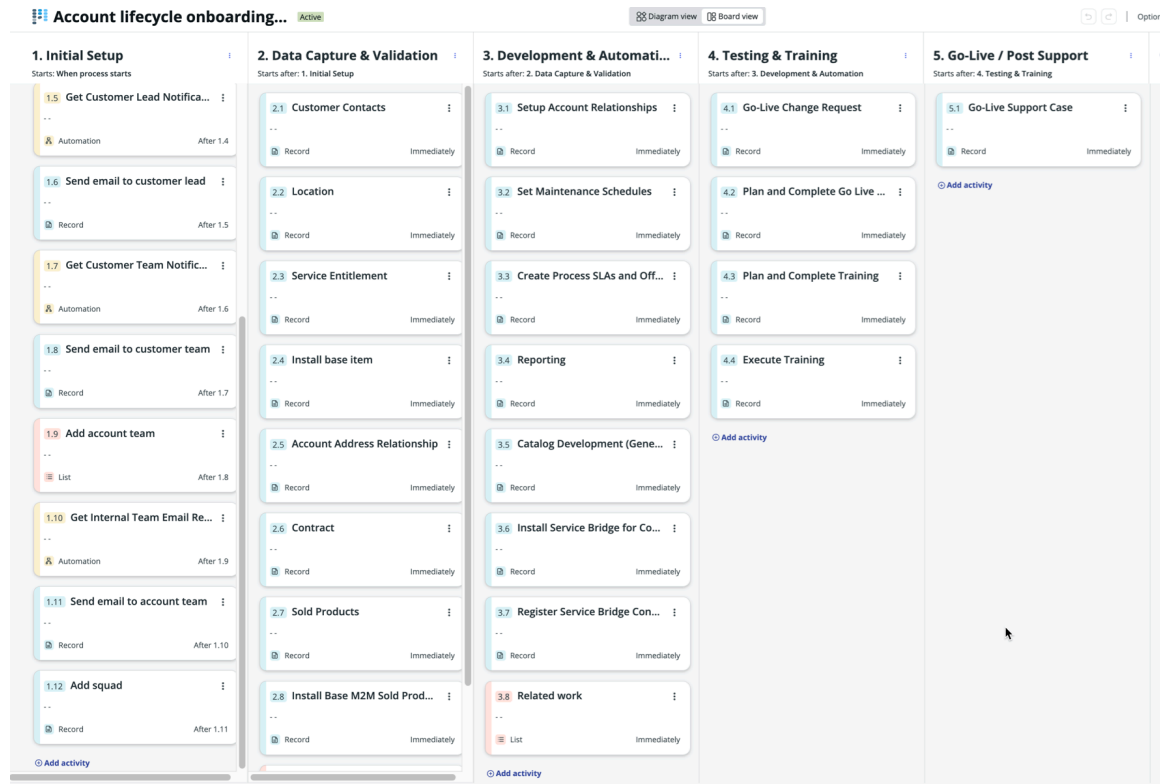 Account lifecycle onboarding...
Active
Diagram view
Board view
Optio
1. Initial Setup
Starts: When process starts
1.5 Get Customer Lead Notifica...
--
Automation After 1.4
1.6 Send email to customer lead
--
Record After 1.5
1.7 Get Customer Team Notific...
--
Automation After 1.6
1.8 Send email to customer team
--
Record After 1.7
1.9 Add account team
--
List After 1.8
1.10 Get Internal Team Email Re...
--
Automation After 1.9
1.11 Send email to account team
--
Record After 1.10
1.12 Add squad
--
Record After 1.11
Add activity
2. Data Capture & Validation
Starts after: 1. Initial Setup
2.1 Customer Contacts
--
Record Immediately
2.2 Location
--
Record Immediately
2.3 Service Entitlement
--
Record Immediately
2.4 Install base item
--
Record Immediately
2.5 Account Address Relationship
--
Record Immediately
2.6 Contract
--
Record Immediately
2.7 Sold Products
--
Record Immediately
2.8 Install Base M2M Sold Prod...
--
Record Immediately
3. Development & Automati...
Starts after: 2. Data Capture & Validation
3.1 Setup Account Relationships
--
Record Immediately
3.2 Set Maintenance Schedules
--
Record Immediately
3.3 Create Process SLAs and Off...
--
Record Immediately
3.4 Reporting
--
Record Immediately
3.5 Catalog Development (Gene...
--
Record Immediately
3.6 Install Service Bridge for Co...
--
Record Immediately
3.7 Register Service Bridge Con...
--
Record Immediately
3.8 Related work
--
List Immediately
Add activity
4. Testing & Training
Starts after: 3. Development & Automation
4.1 Go-Live Change Request
--
Record Immediately
4.2 Plan and Complete Go Live ...
--
Record Immediately
4.3 Plan and Complete Training
--
Record Immediately
4.4 Execute Training
--
Record Immediately
Add activity
5. Go-Live / Post Support
Starts after: 4. Testing & Training
5.1 Go-Live Support Case
--
Record Immediately
Add activity